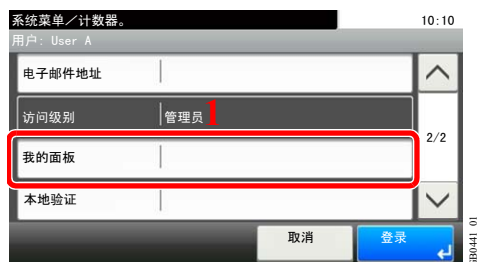 系统菜单／计数器。
10:10
用户: User A
电子邮件地址
访问级别
管理员
1
2/2
我的面板
本地验证
取消
登录